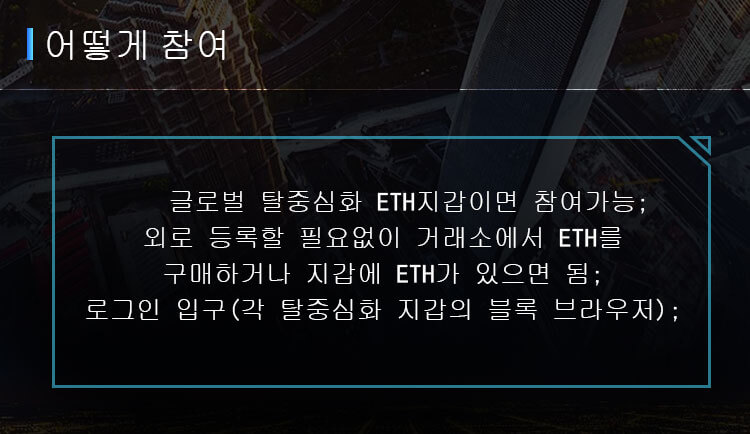 어떻게 참여
글로벌 탈중심화 ETH지갑이면 참여가능;
외로 등록할 필요없이 거래소에서 ETH를
구매하거나 지갑에 ETH가 있으면 됨;
로그인 입구(각 탈중심화 지갑의 블록 브라우저);